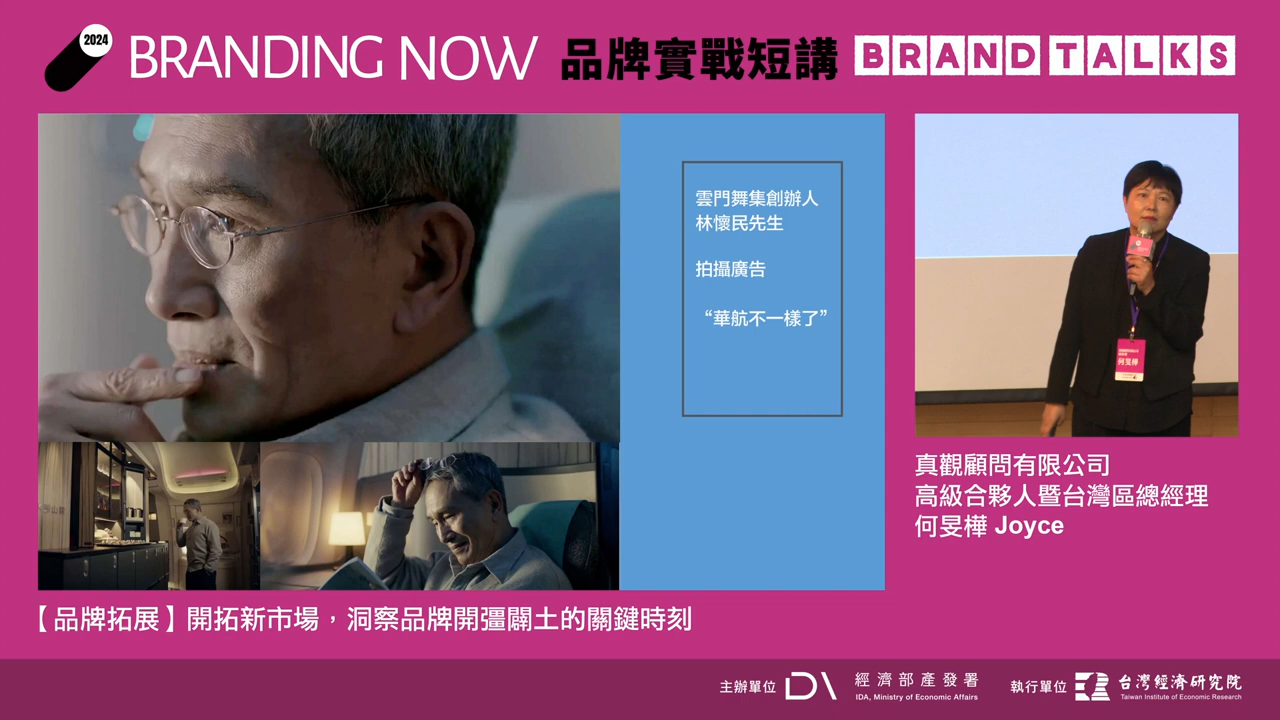 2024
BRANDING NOW 品牌實戰短講 BRAND TALKS
雲門舞集創辦人
林懷民先生
拍攝廣告
“華航不一樣了”
何旻樺
真觀顧問有限公司
高級合夥人暨台灣區總經理
何旻樺 Joyce
【品牌拓展】開拓新市場，洞察品牌開疆闢土的關鍵時刻
主辦單位 IDA 經濟部產發署
IDA, Ministry of Economic Affairs
執行單位 台灣經濟研究院
Taiwan Institute of Economic Research